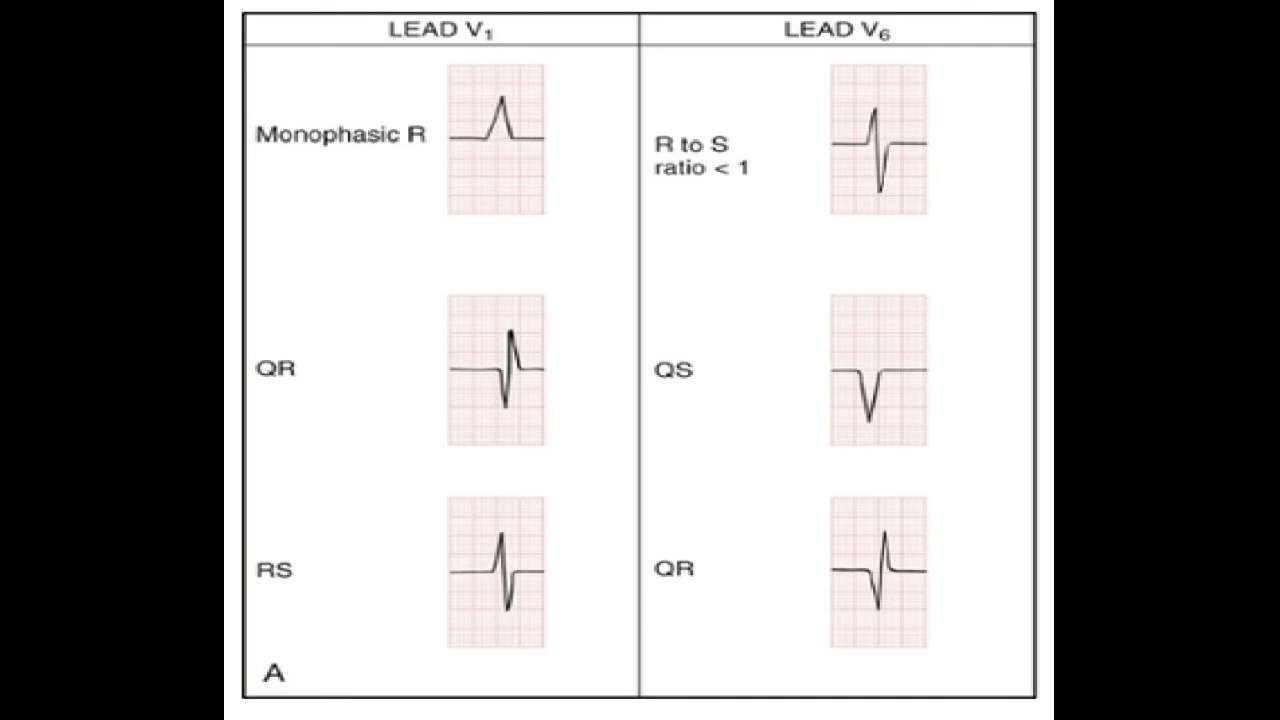 LEAD V₁
LEAD V₆
Monophasic R
R to S
ratio < 1
QR
QS
RS
QR
A